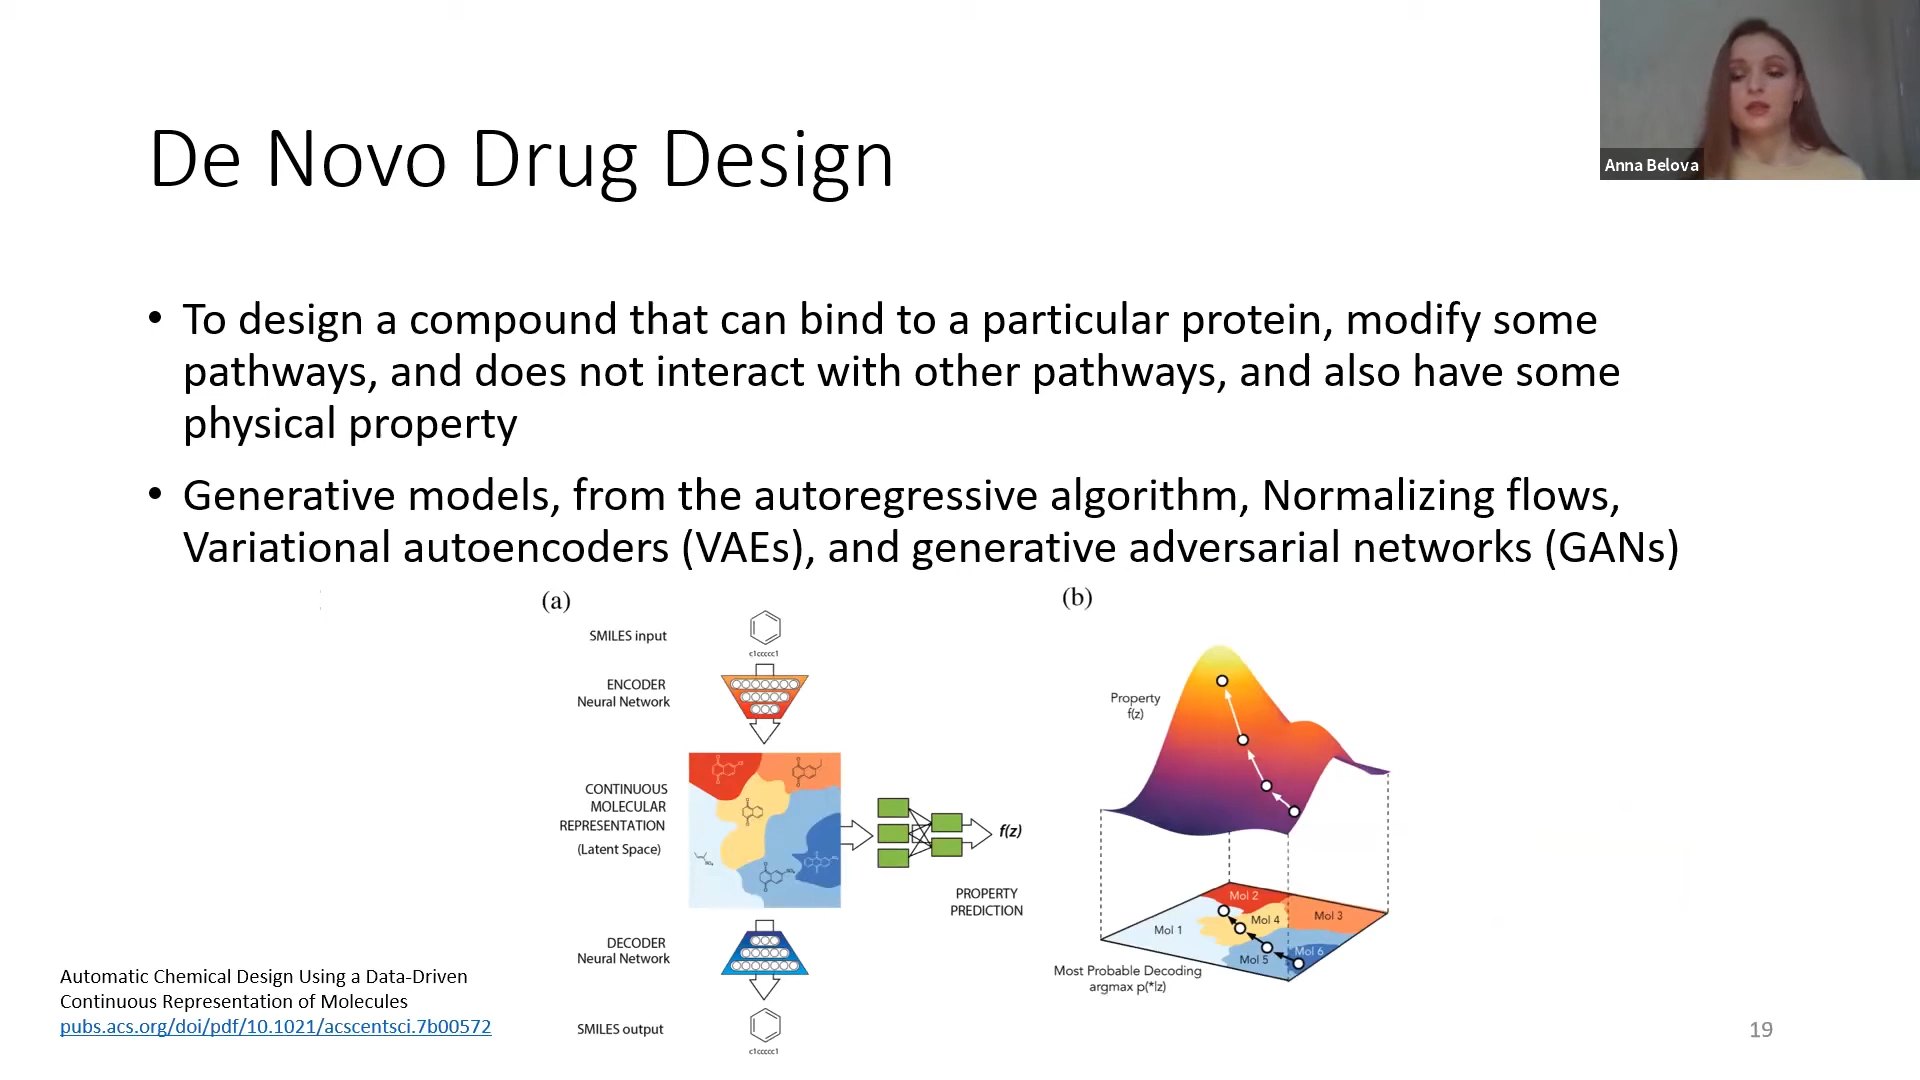 Anna Belova
De Novo Drug Design
• To design a compound that can bind to a particular protein, modify some
pathways, and does not interact with other pathways, and also have some
physical property
• Generative models, from the autoregressive algorithm, Normalizing flows,
Variational autoencoders (VAEs), and generative adversarial networks (GANs)
(a)
SMILES input
c1ccccc1
ENCODER
Neural Network
CONTINUOUS
MOLECULAR
REPRESENTATION
(Latent Space)
f(z)
PROPERTY
PREDICTION
DECODER
Neural Network
SMILES output
c1ccccc1
(b)
Property
f(z)
Mol 2
Mol 4
Mol 3
Mol 1
Mol 5
Mol 6
Most Probable Decoding
argmax p(*|z)
Automatic Chemical Design Using a Data-Driven
Continuous Representation of Molecules
pubs.acs.org/doi/pdf/10.1021/acscentsci.7b00572
19